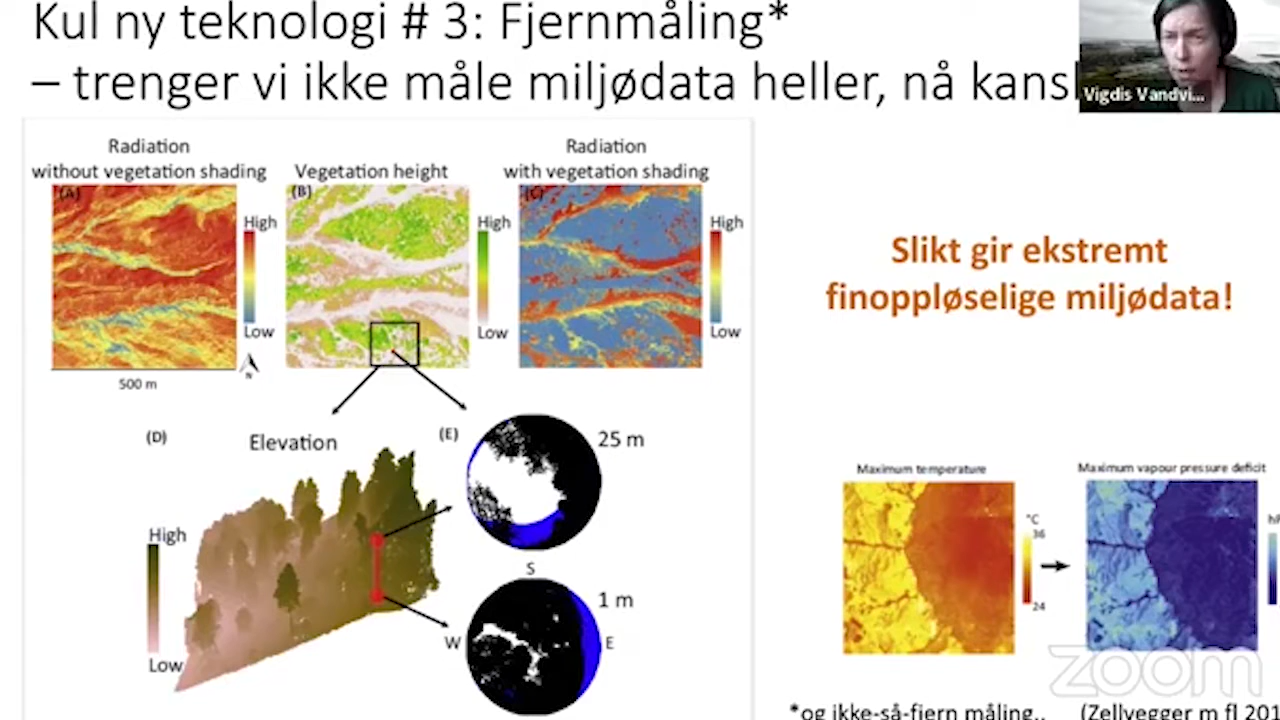 Kul ny teknologi # 3: Fjernmåling*
– trenger vi ikke måle miljødata heller, nå
Vigdis Vandvi...
Radiation
without vegetation shading
Vegetation height
Radiation
with vegetation shading
(A)
(B)
(C)
High
Low
High
Low
High
Low
N
500 m
Slikt gir ekstremt
finoppløselige miljødata!
(D)
Elevation
(E)
25 m
High
Low
S
1 m
W
E
Maximum temperature
Maximum vapour pressure deficit
°C
36
24
zoom
*og ikke-så-fjern måling..
(Zellvegger m fl 201